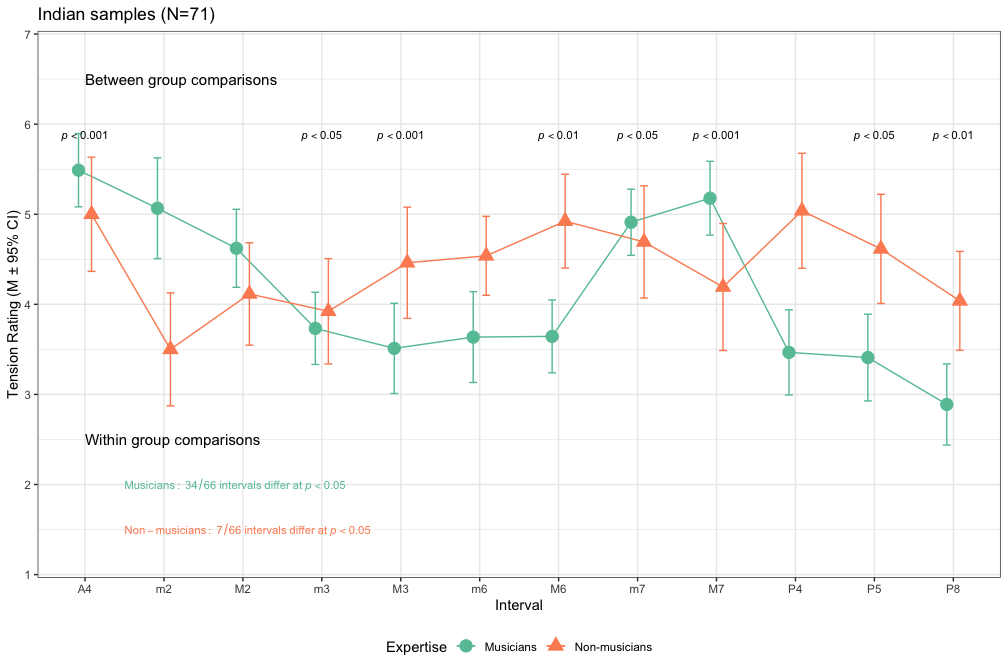 Indian samples (N=71)
7
Between group comparisons
6
p < 0.001
p < 0.05
p < 0.001
p < 0.01
p < 0.05
p < 0.001
p < 0.05
p < 0.01
5
Tension Rating (M ± 95% CI)
4
3
Within group comparisons
2
Musicians : 34/66 intervals differ at p < 0.05
Non − musicians : 7/66 intervals differ at p < 0.05
1
A4 m2 M2 m3 M3 m6 M6 m7 M7 P4 P5 P8
Interval
Expertise Musicians Non-musicians